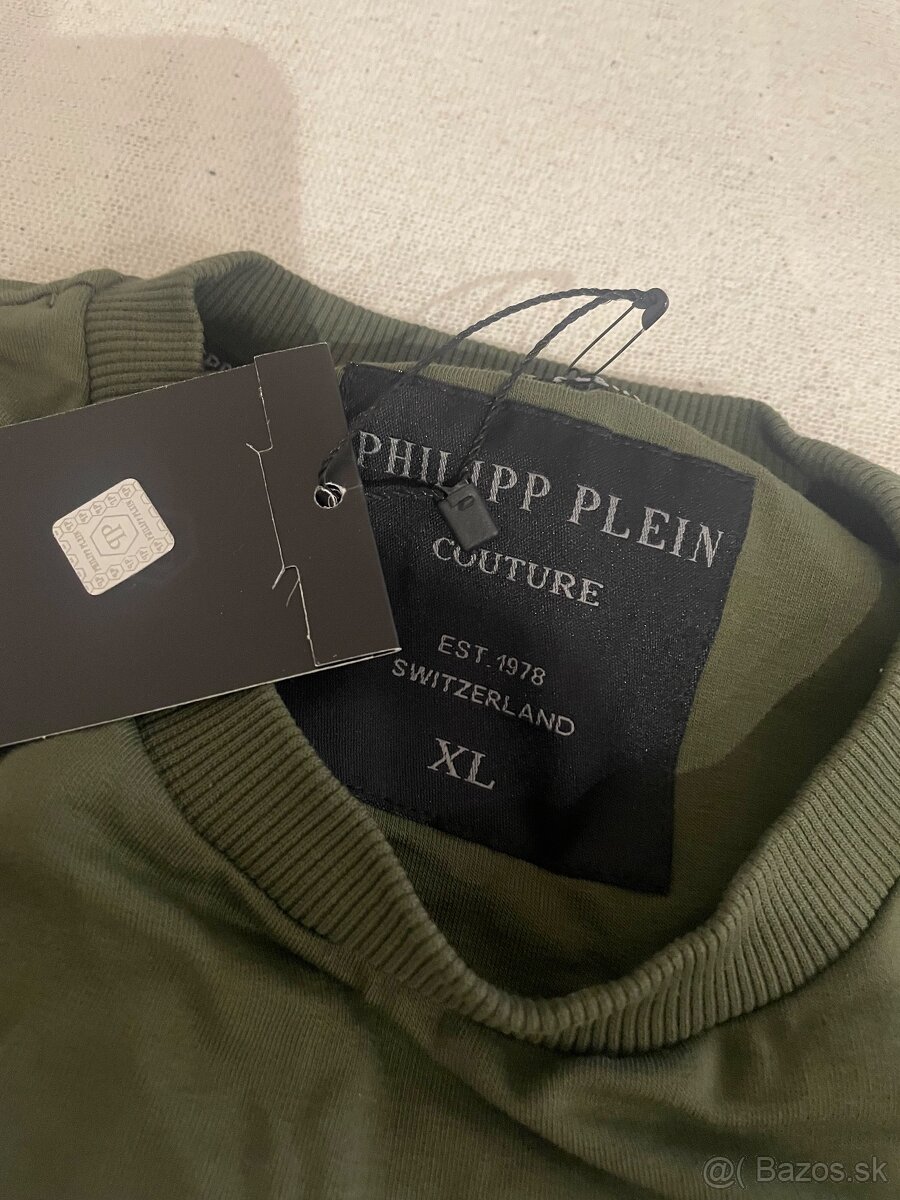 PHILIPP PLEIN
COUTURE
EST. 1978
SWITZERLAND
XL
@( Bazos.sk